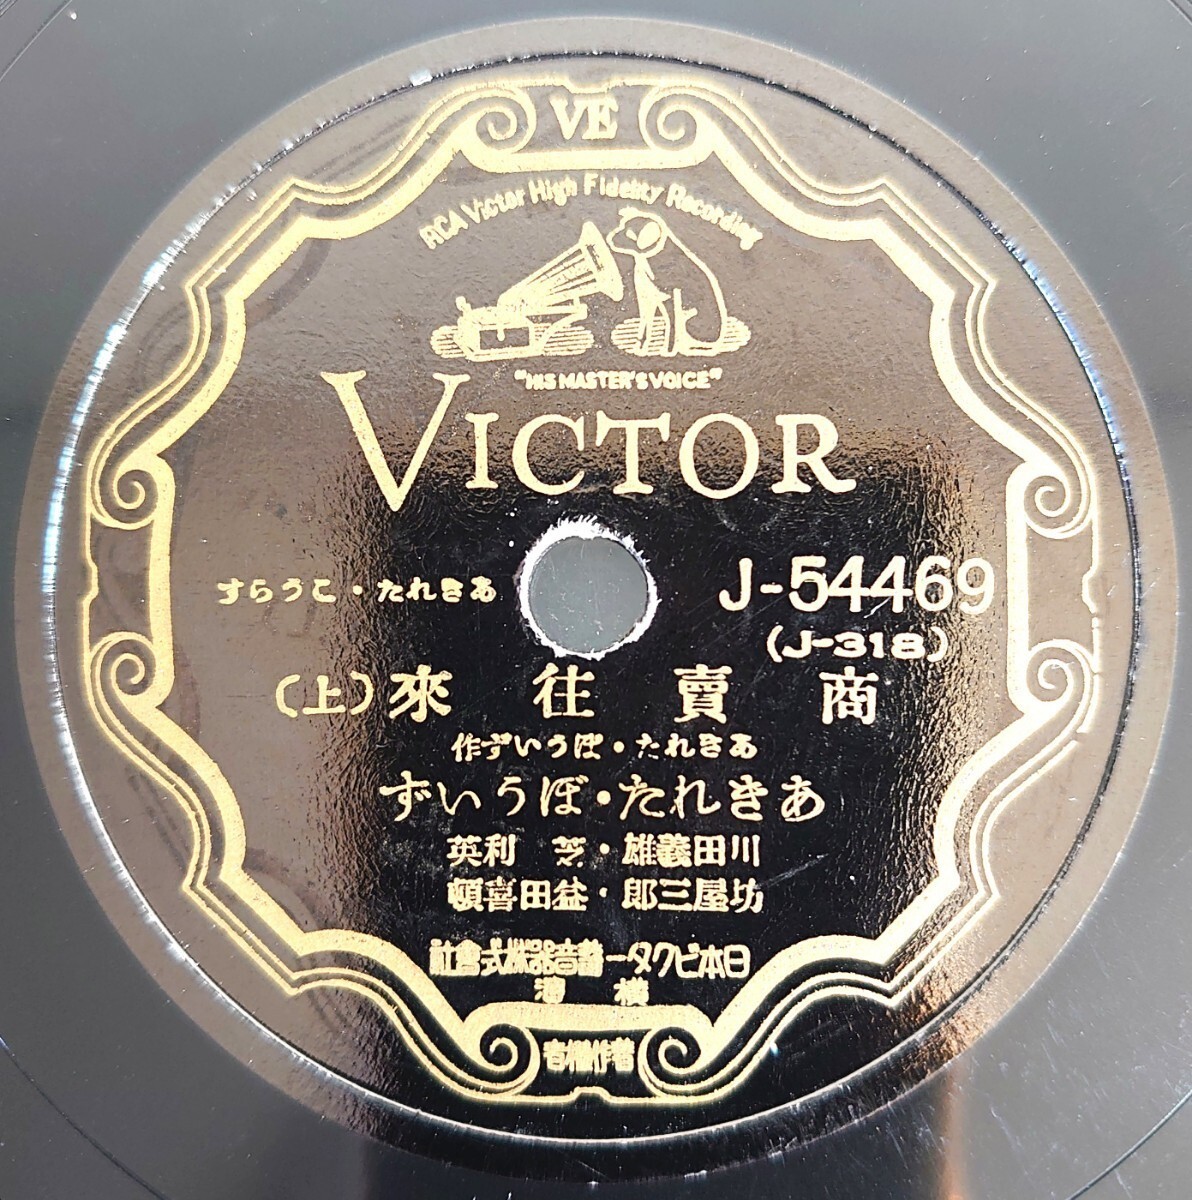 VE
RCA Victor High Fidelity Recording
"HIS MASTER'S VOICE"
VICTOR
あきれた・こうらす
J-54469
(J-318)
商賣往來(上)
あきれた・ぼういず作
あきれた・ぼういず
川田義雄・芝利英
坊屋三郎・益田喜頓
日本ビクター蓄音器株式會社
橫濱
著作權者